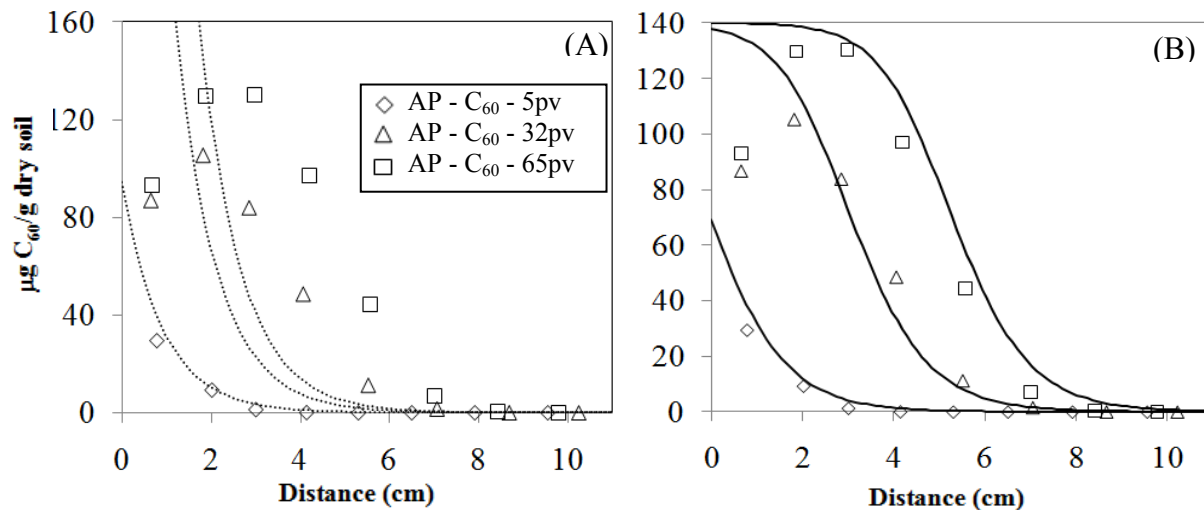 (A)
160
120
80
40
0
µg C₆₀/g dry soil
AP - C₆₀ - 5pv
AP - C₆₀ - 32pv
AP - C₆₀ - 65pv
0 2 4 6 8 10
Distance (cm)
(B)
140
120
100
80
60
40
20
0
0 2 4 6 8 10
Distance (cm)